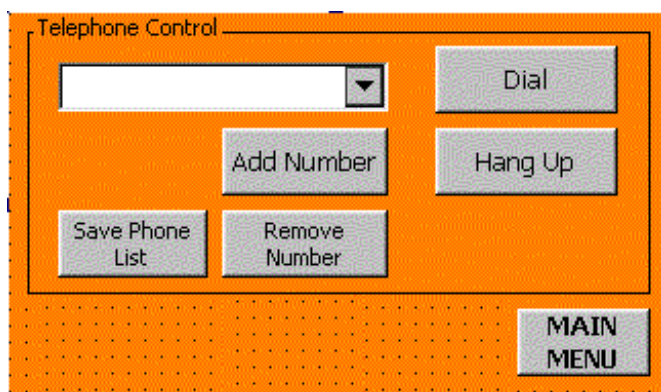 Telephone Control
Dial
Add Number
Hang Up
Save Phone
List
Remove
Number
MAIN
MENU